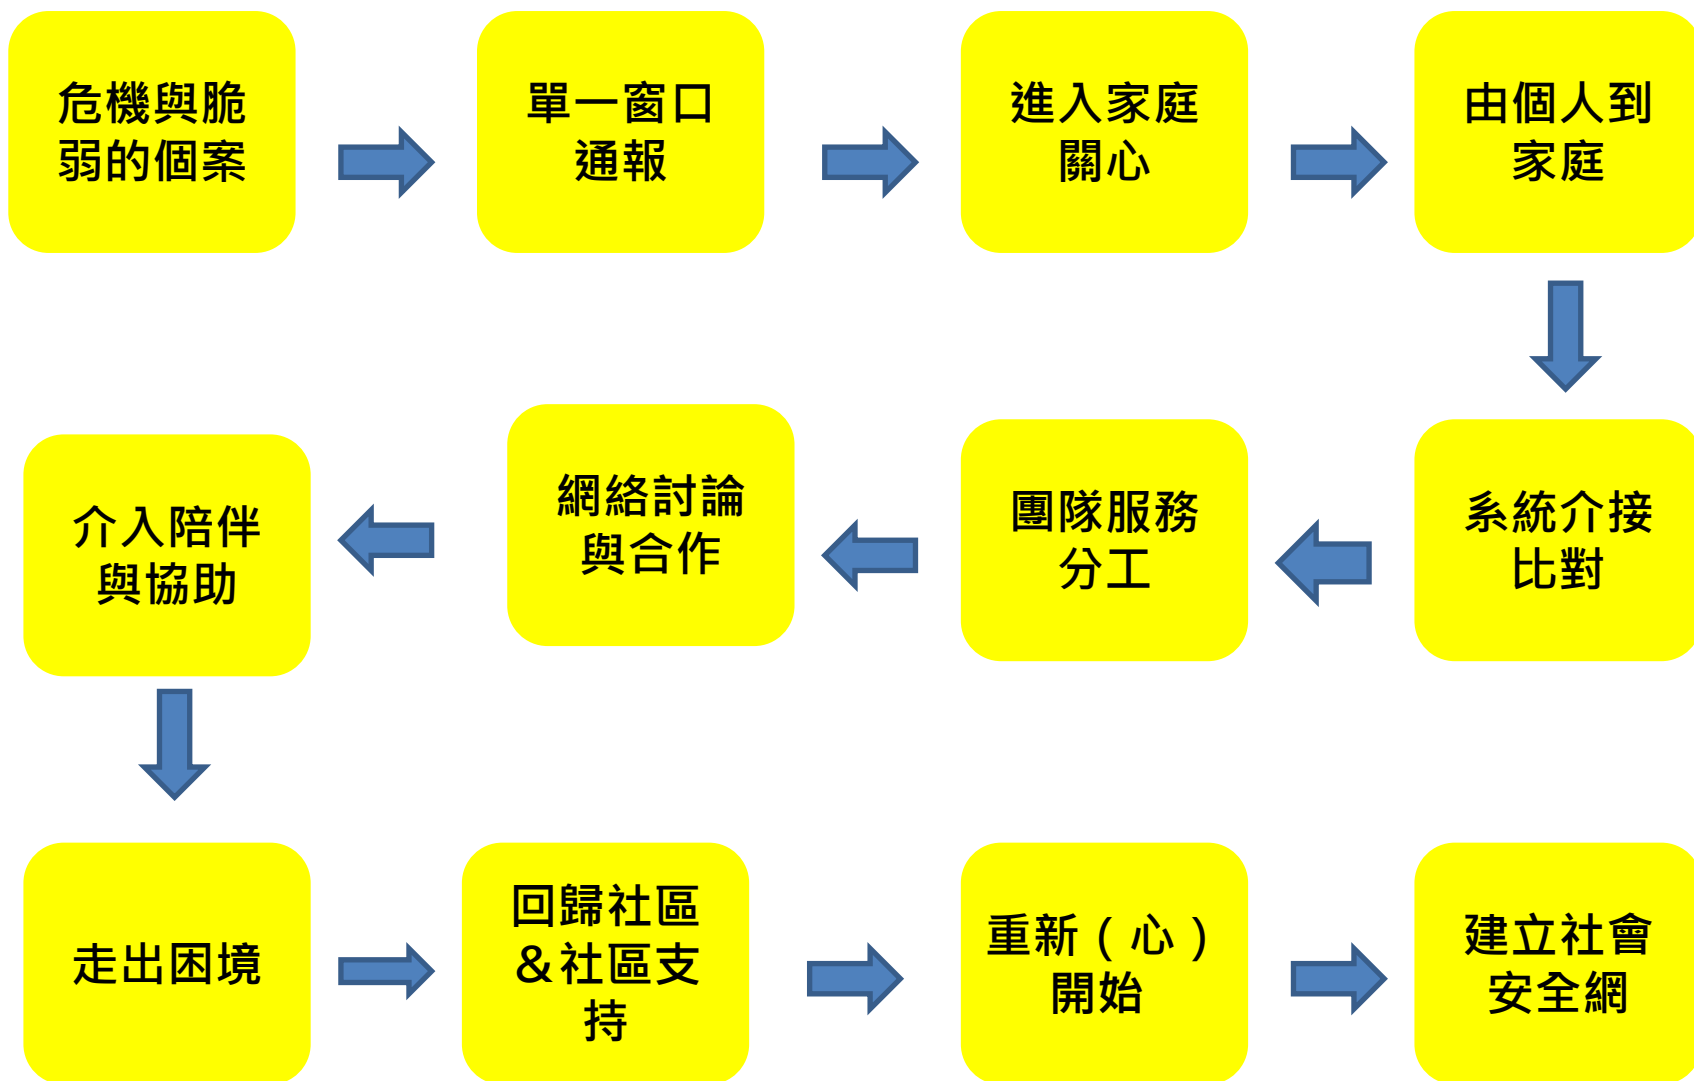 危機與脆
弱的個案
單一窗口
通報
進入家庭
關心
由個人到
家庭
系統介接
比對
團隊服務
分工
網絡討論
與合作
介入陪伴
與協助
走出困境
回歸社區
＆社區支
持
重新（心）
開始
建立社會
安全網